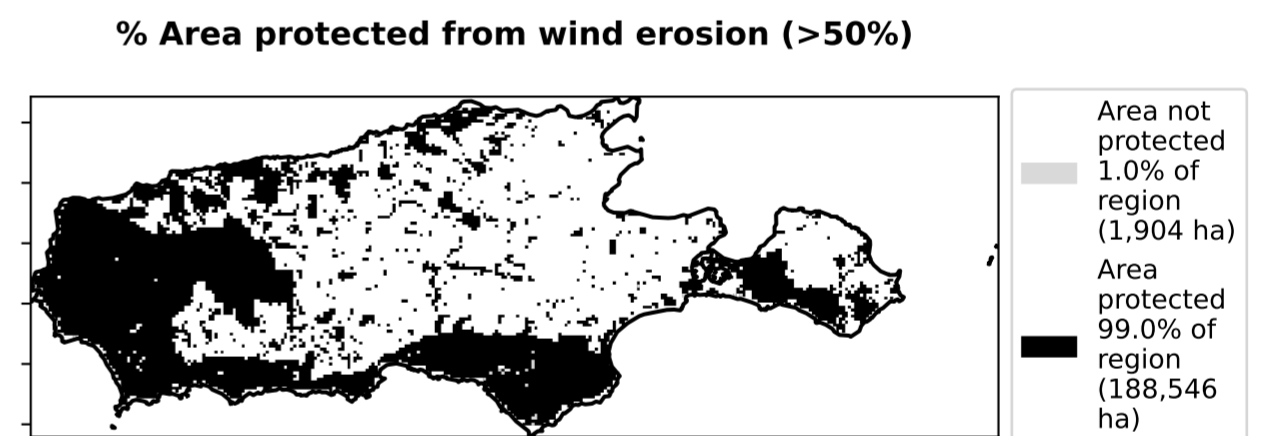 % Area protected from wind erosion (>50%)
Area not
protected
1.0% of
region
(1,904 ha)
Area
protected
99.0% of
region
(188,546
ha)